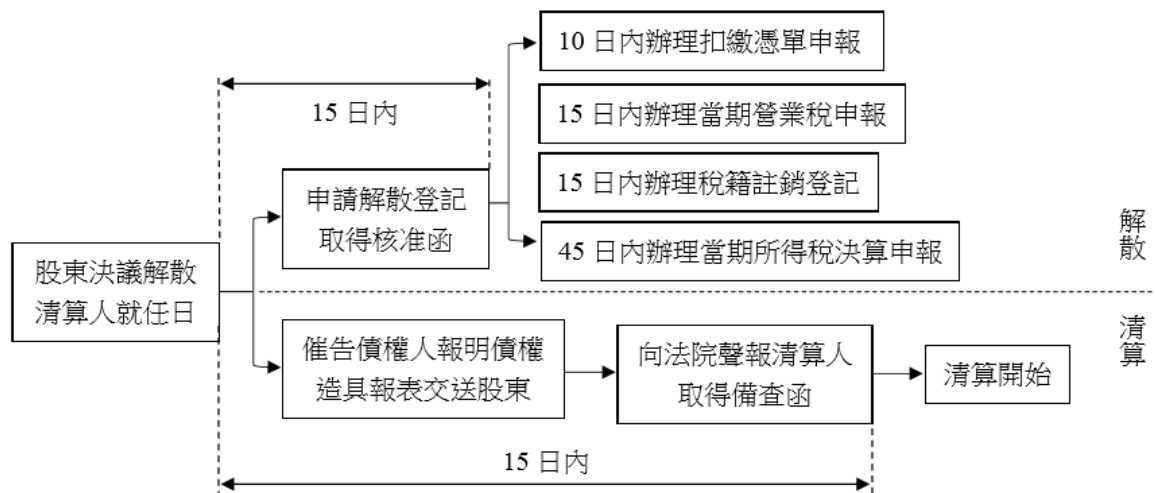 10 日內辦理扣繳憑單申報
15 日內
15 日內辦理當期營業稅申報
申請解散登記
取得核准函
15 日內辦理稅籍註銷登記
45 日內辦理當期所得稅決算申報
解散
股東決議解散
清算人就任日
清算
催告債權人報明債權
造具報表交送股東
向法院聲報清算人
取得備查函
清算開始
15 日內